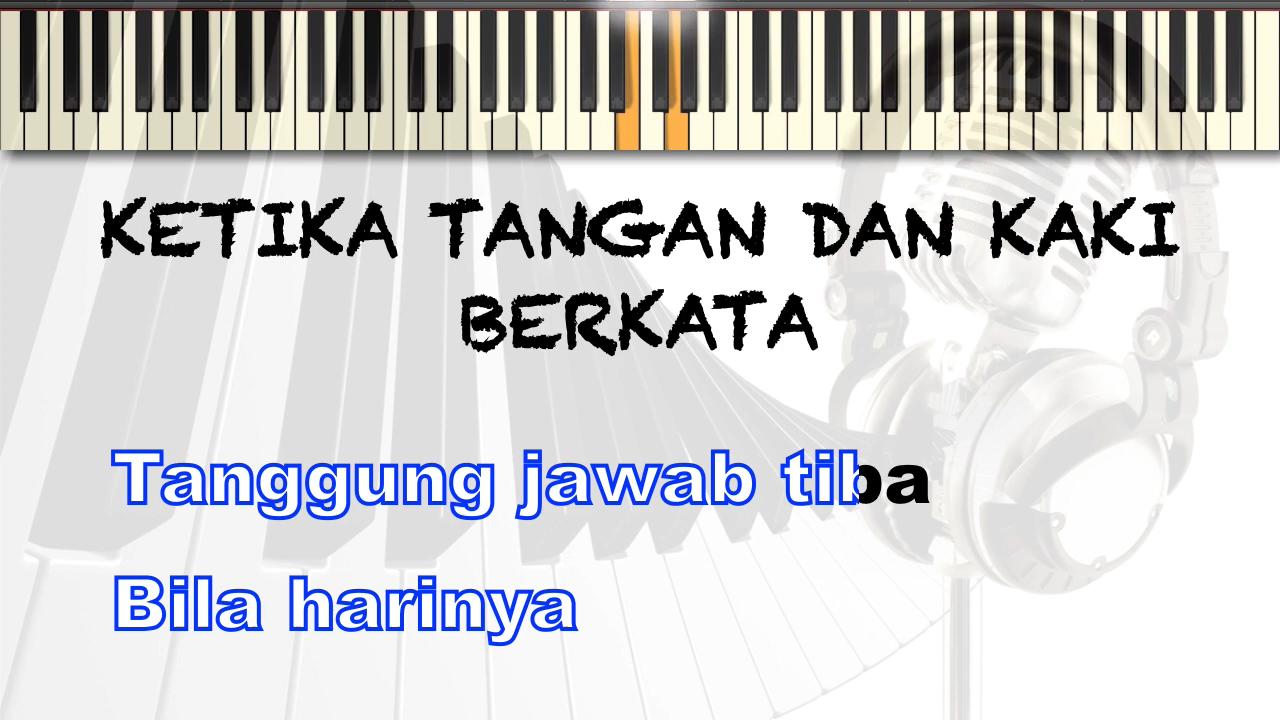 KETIKA TANGAN DAN KAKI
BERKATA
Tanggung jawab tiba
Bila harinya